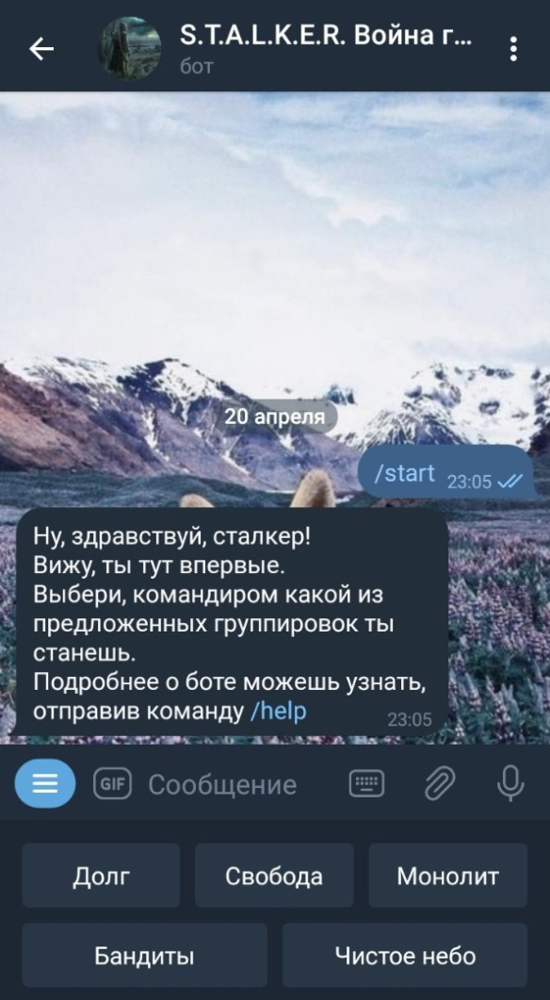 S.T.A.L.K.E.R. Война г...
бот
20 апреля
/start 23:05
Ну, здравствуй, сталкер!
Вижу, ты тут впервые.
Выбери, командиром какой из
предложенных группировок ты
станешь.
Подробнее о боте можешь узнать,
отправив команду /help 23:05
GIF Сообщение
Долг Свобода Монолит
Бандиты Чистое небо